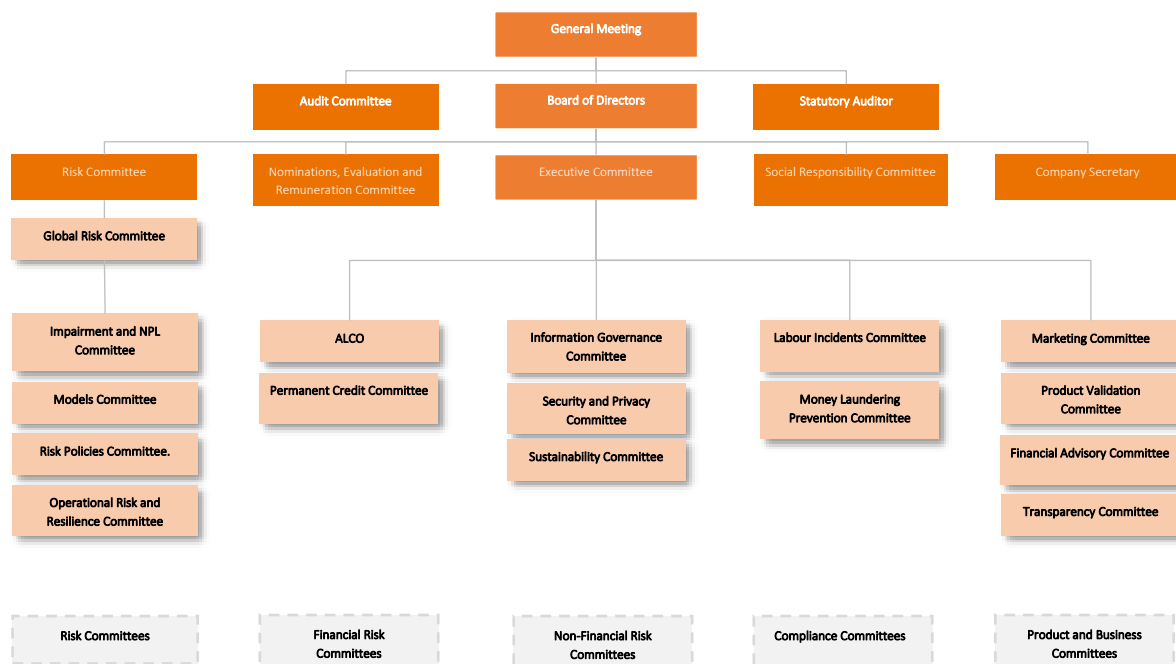 General Meeting
Audit Committee
Board of Directors
Statutory Auditor
Risk Committee
Nominations, Evaluation and
Remuneration Committee
Executive Committee
Social Responsibility Committee
Company Secretary
Global Risk Committee
Impairment and NPL
Committee
Models Committee
Risk Policies Committee.
Operational Risk and
Resilience Committee
ALCO
Permanent Credit Committee
Information Governance
Committee
Security and Privacy
Committee
Sustainability Committee
Labour Incidents Committee
Money Laundering
Prevention Committee
Marketing Committee
Product Validation
Committee
Financial Advisory Committee
Transparency Committee
Risk Committees
Financial Risk
Committees
Non-Financial Risk
Committees
Compliance Committees
Product and Business
Committees